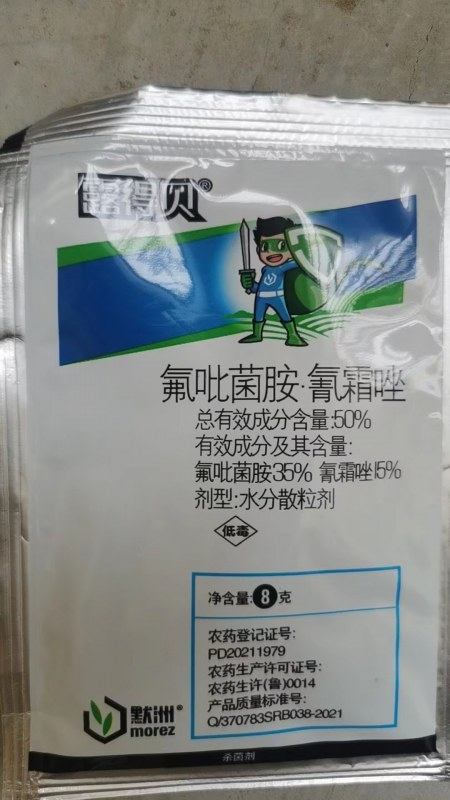 露得贝®
氟吡菌胺·氰霜唑
总有效成分含量:50%
有效成分及其含量:
氟吡菌胺35% 氰霜唑15%
剂型:水分散粒剂
低毒
净含量:8克
农药登记证号:
PD20211979
农药生产许可证号:
农药生许(鲁)0014
产品质量标准号:
Q/370783SRB038-2021
默洲®
morez
杀菌剂